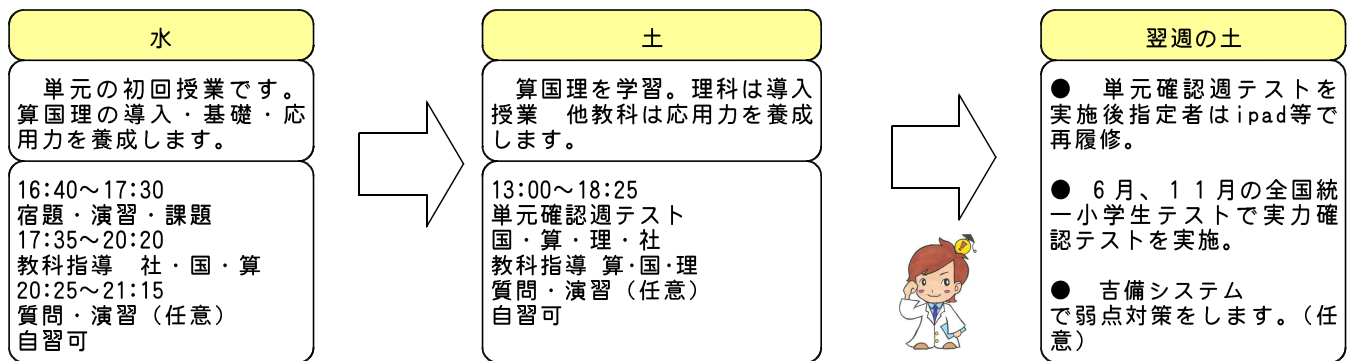 水
単元の初回授業です。
算国理の導入・基礎・応
用力を養成します。
16:40～17:30
宿題・演習・課題
17:35～20:20
教科指導　社・国・算
20:25～21:15
質問・演習（任意）
自習可
土
算国理を学習。理科は導入
授業　他教科は応用力を養成
します。
13:00～18:25
単元確認週テスト
国・算・理・社
教科指導 算・国・理
質問・演習（任意）
自習可
翌週の土
●　単元確認週テストを
実施後指定者はipad等で
再履修。
●　6月、11月の全国統
一小学生テストで実力確
認テストを実施。
●　吉備システム
で弱点対策をします。（任
意）